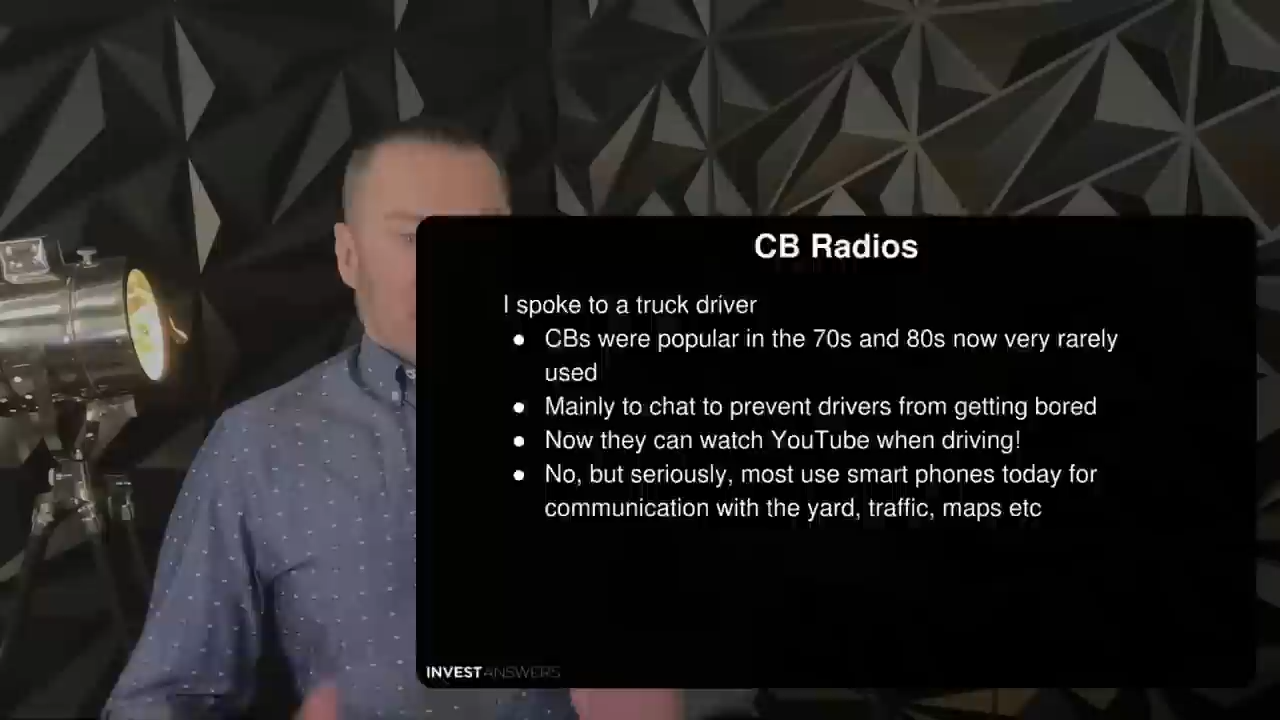 CB Radios
I spoke to a truck driver
● CBs were popular in the 70s and 80s now very rarely
used
● Mainly to chat to prevent drivers from getting bored
● Now they can watch YouTube when driving!
● No, but seriously, most use smart phones today for
communication with the yard, traffic, maps etc
INVESTANSWERS